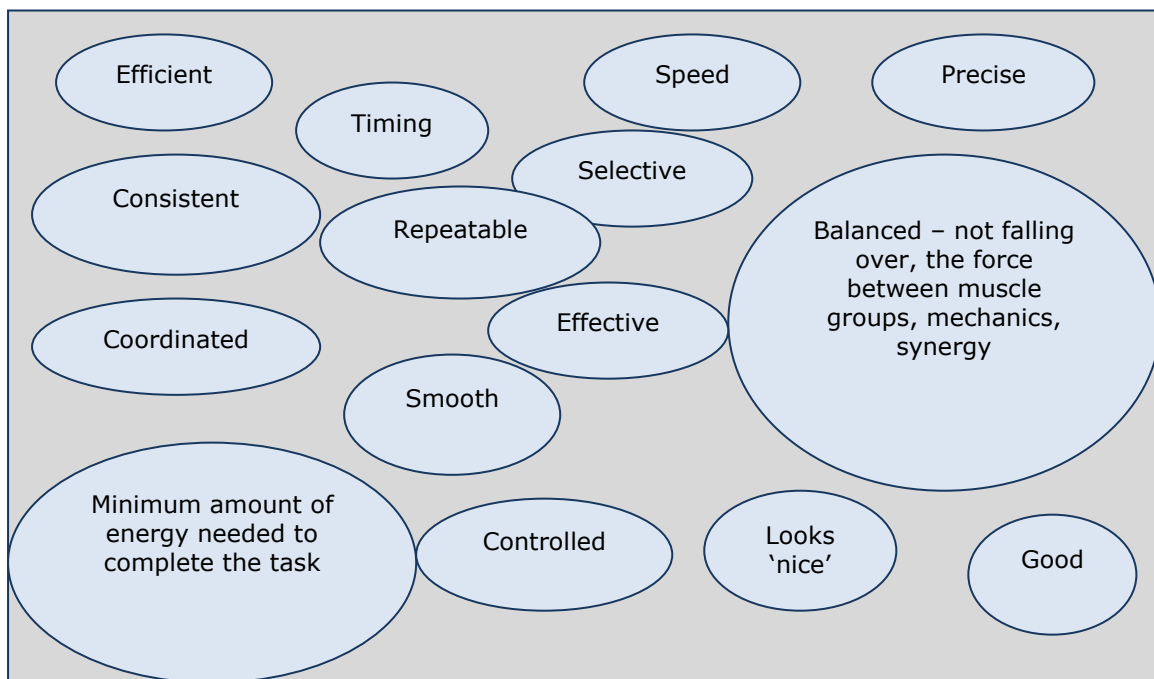 Efficient
Speed
Precise
Timing
Selective
Consistent
Repeatable
Balanced – not falling
over, the force
between muscle
groups, mechanics,
synergy
Effective
Coordinated
Smooth
Minimum amount of
energy needed to
complete the task
Controlled
Looks
‘nice’
Good